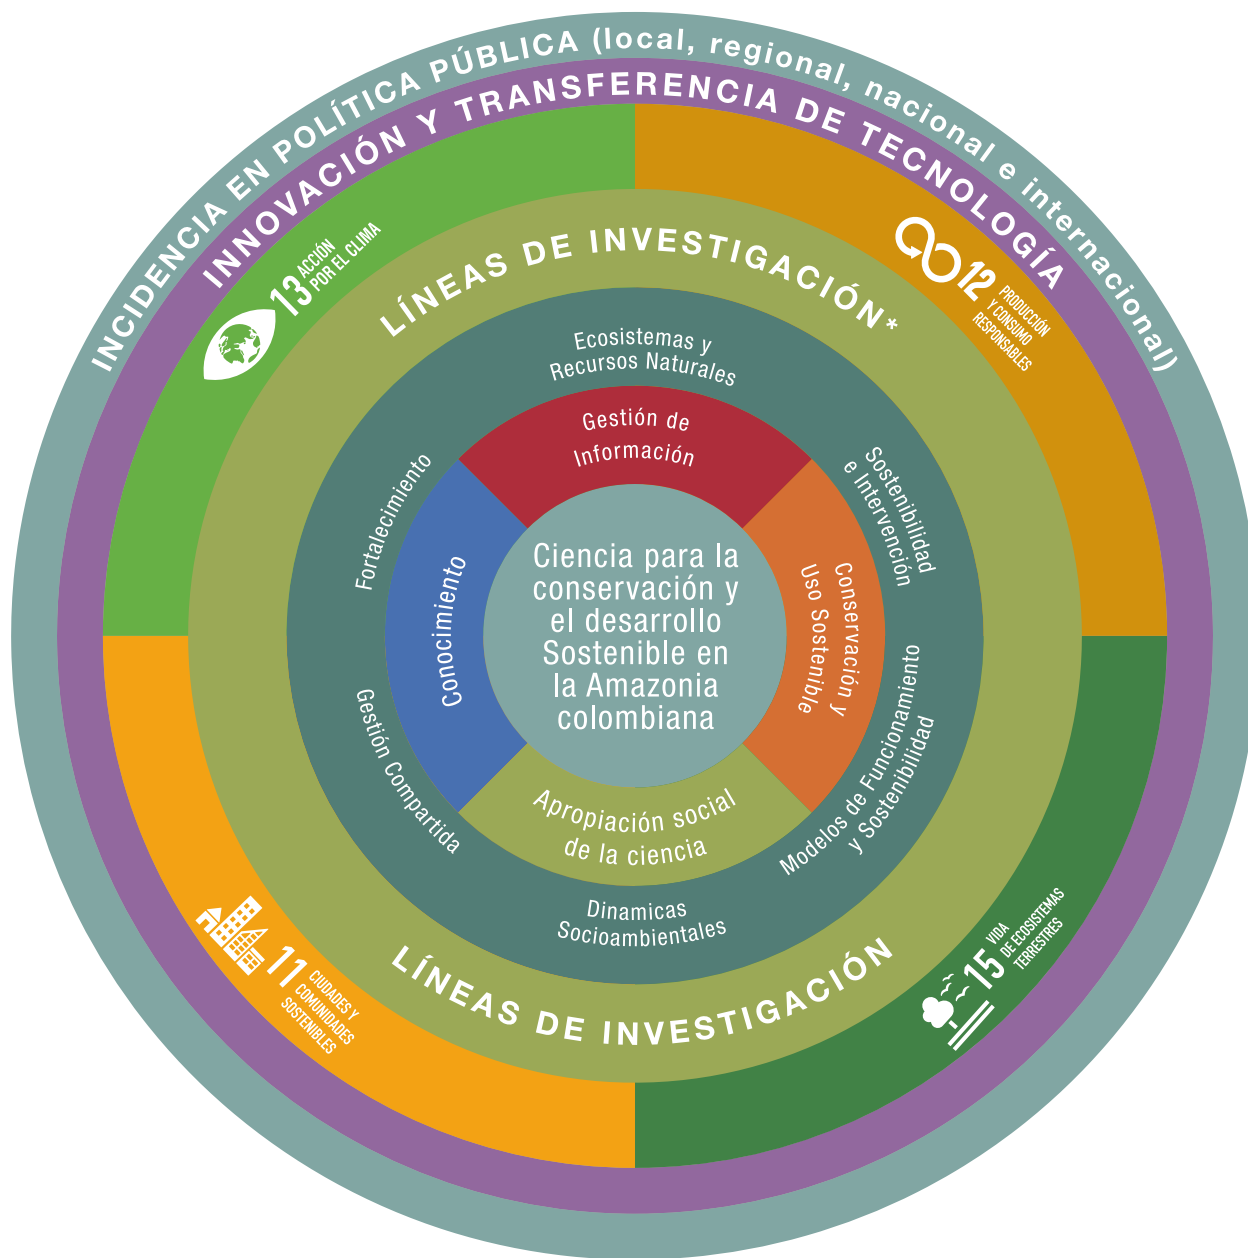 INCIDENCIA EN POLÍTICA PÚBLICA (local, regional, nacional e internacional)
INNOVACIÓN Y TRANSFERENCIA DE TECNOLOGÍA
13 ACCIÓN
POR EL CLIMA
12 PRODUCCIÓN
Y CONSUMO
RESPONSABLES
LÍNEAS DE INVESTIGACIÓN*
Ecosistemas y
Recursos Naturales
Sostenibilidad
e Intervención
Modelos de Funcionamiento
y Sostenibilidad
Dinamicas
Socioambientales
Gestión Compartida
Fortalecimiento
Gestión de
Información
Conservación y
Uso Sostenible
Apropiación social
de la ciencia
Conocimiento
Ciencia para la
conservación y
el desarrollo
Sostenible en
la Amazonia
colombiana
LÍNEAS DE INVESTIGACIÓN
11 CIUDADES Y
COMUNIDADES
SOSTENIBLES
15 VIDA
DE ECOSISTEMAS
TERRESTRES